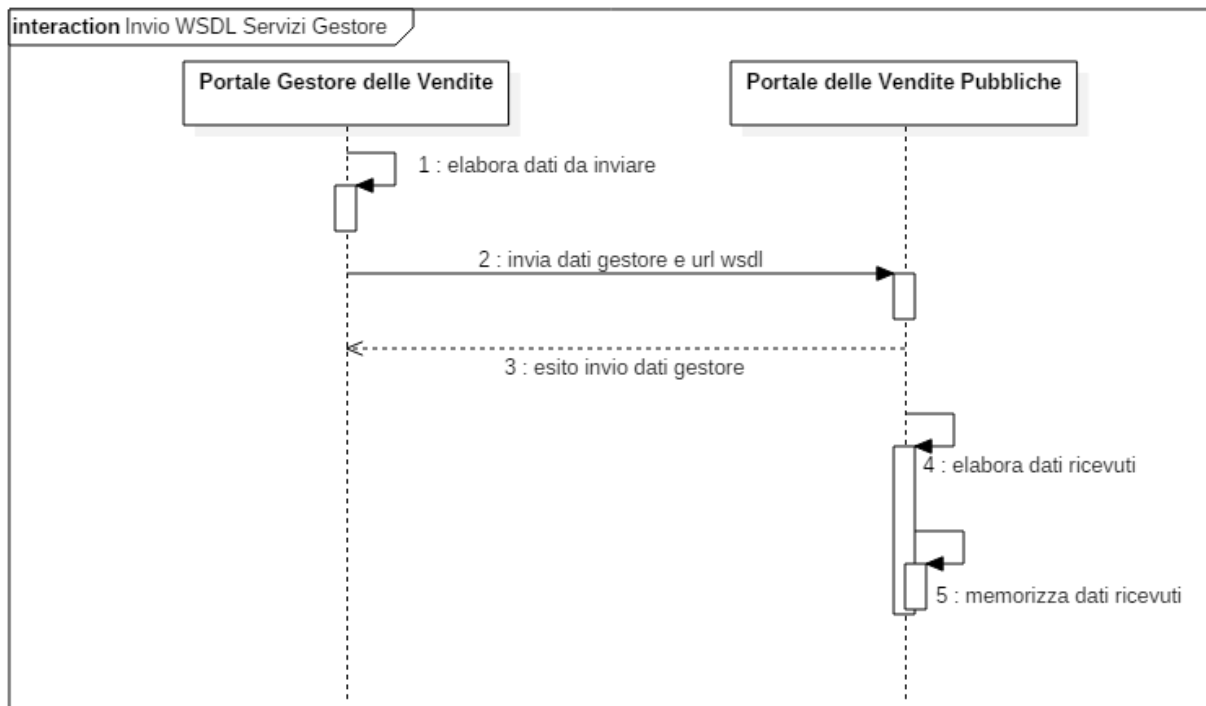 interaction Invio WSDL Servizi Gestore
Portale Gestore delle Vendite
Portale delle Vendite Pubbliche
1 : elabora dati da inviare
2 : invia dati gestore e url wsdl
3 : esito invio dati gestore
4 : elabora dati ricevuti
5 : memorizza dati ricevuti